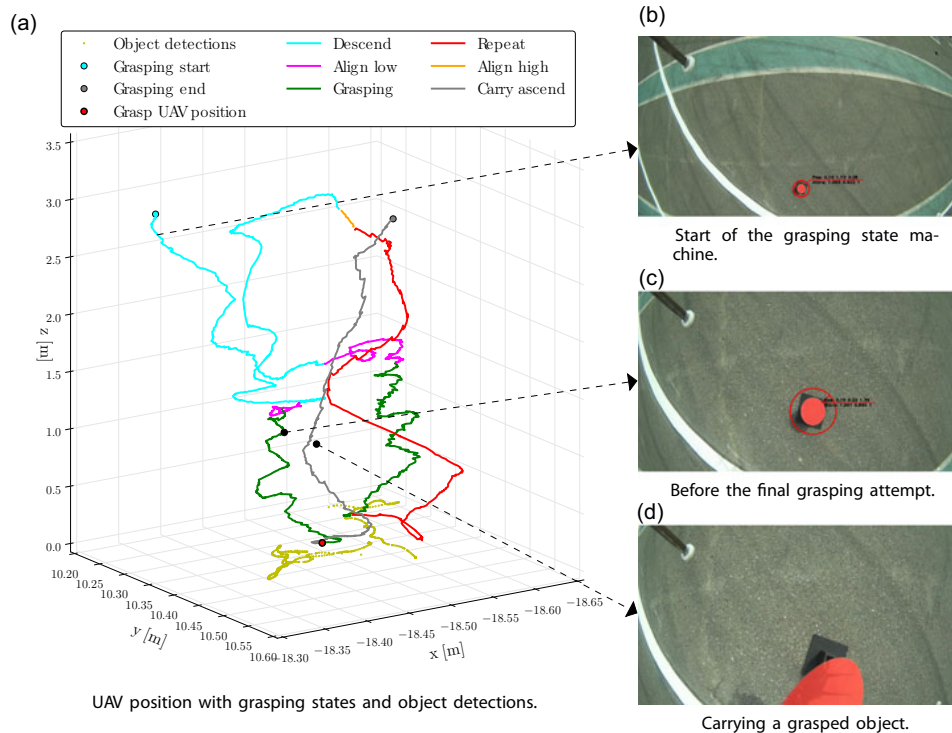 (a)
Object detections
Grasping start
Grasping end
Grasp UAV position
Descend
Align low
Grasping
Repeat
Align high
Carry ascend
3.5
3.0
2.5
2.0
1.5
1.0
0.5
0.0
z [m]
10.20
10.25
10.30
10.35
10.40
10.45
10.50
10.55
10.60
y [m]
−18.30
−18.35
−18.40
−18.45
−18.50
−18.55
−18.60
−18.65
x [m]
UAV position with grasping states and object detections.
(b)
Start of the grasping state ma-
chine.
(c)
Before the final grasping attempt.
(d)
Carrying a grasped object.